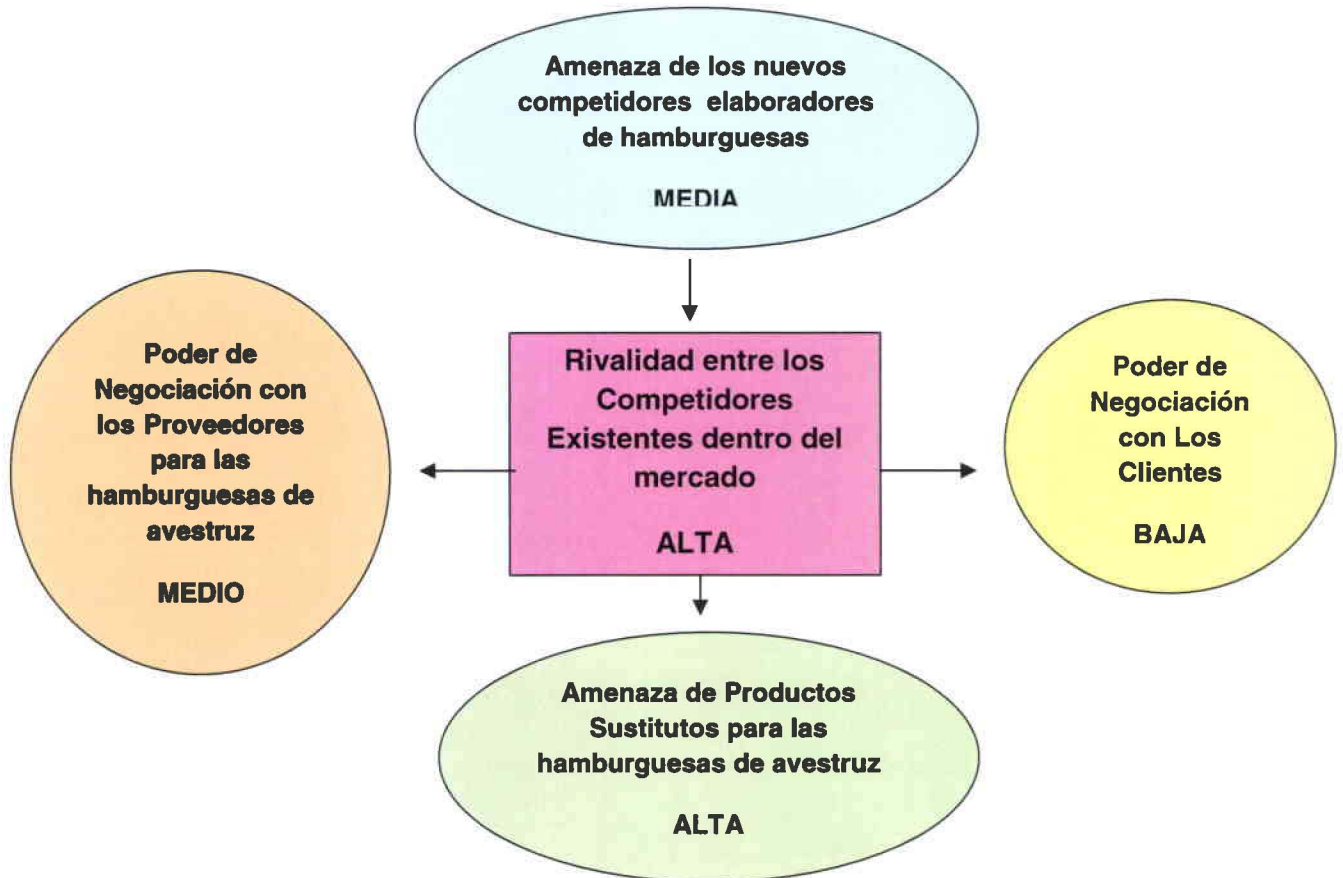 Amenaza de los nuevos
competidores elaboradores
de hamburguesas
MEDIA
Poder de
Negociación con
los Proveedores
para las
hamburguesas de
avestruz
MEDIO
Rivalidad entre los
Competidores
Existentes dentro del
mercado
ALTA
Poder de
Negociación
con Los
Clientes
BAJA
Amenaza de Productos
Sustitutos para las
hamburguesas de avestruz
ALTA